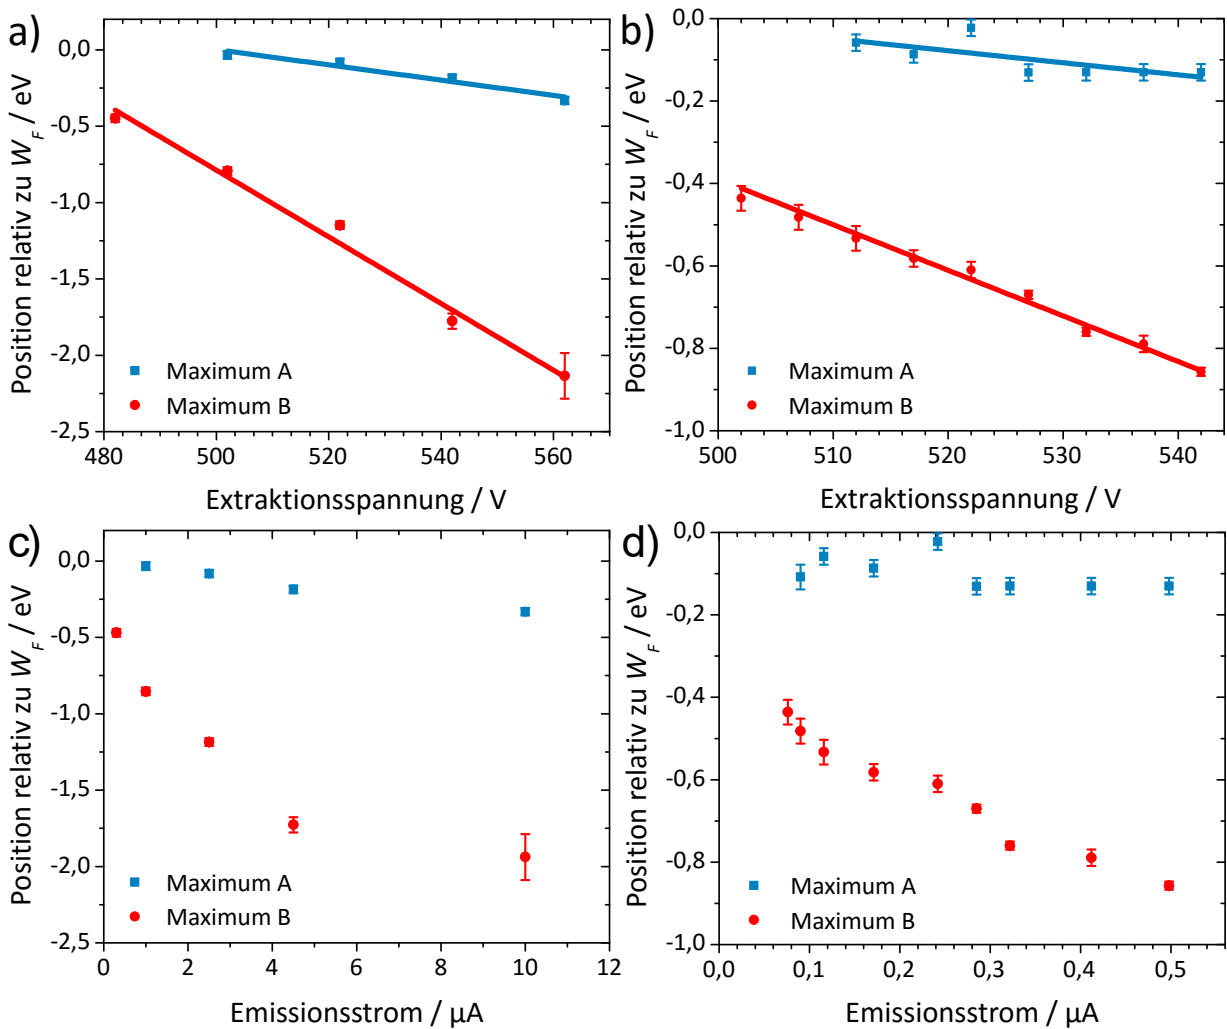 a)
Position relativ zu W_F / eV
0,0
-0,5
-1,0
-1,5
-2,0
-2,5
Maximum A
Maximum B
480 500 520 540 560
Extraktionsspannung / V
b)
Position relativ zu W_F / eV
0,0
-0,2
-0,4
-0,6
-0,8
-1,0
Maximum A
Maximum B
500 510 520 530 540
Extraktionsspannung / V
c)
Position relativ zu W_F / eV
0,0
-0,5
-1,0
-1,5
-2,0
-2,5
Maximum A
Maximum B
0 2 4 6 8 10 12
Emissionsstrom / µA
d)
Position relativ zu W_F / eV
0,0
-0,2
-0,4
-0,6
-0,8
-1,0
Maximum A
Maximum B
0,0 0,1 0,2 0,3 0,4 0,5
Emissionsstrom / µA